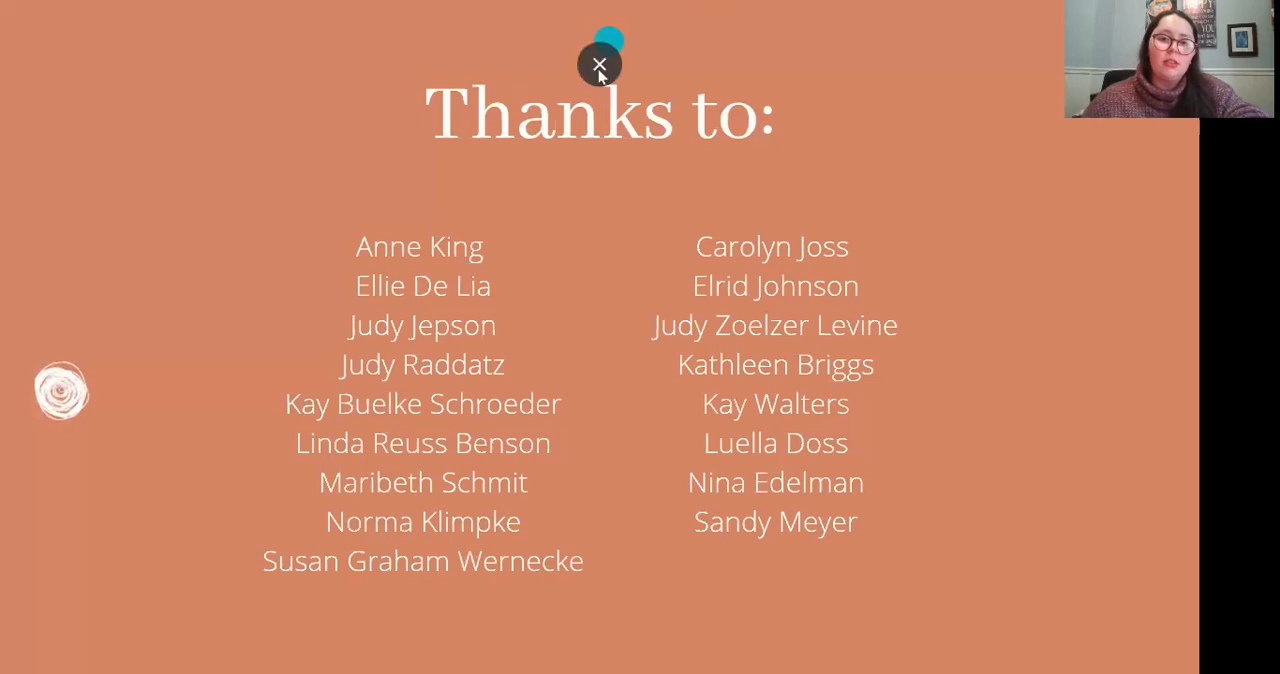 Thanks to:
Anne King
Ellie De Lia
Judy Jepson
Judy Raddatz
Kay Buelke Schroeder
Linda Reuss Benson
Maribeth Schmit
Norma Klimpke
Susan Graham Wernecke
Carolyn Joss
Elrid Johnson
Judy Zoelzer Levine
Kathleen Briggs
Kay Walters
Luella Doss
Nina Edelman
Sandy Meyer